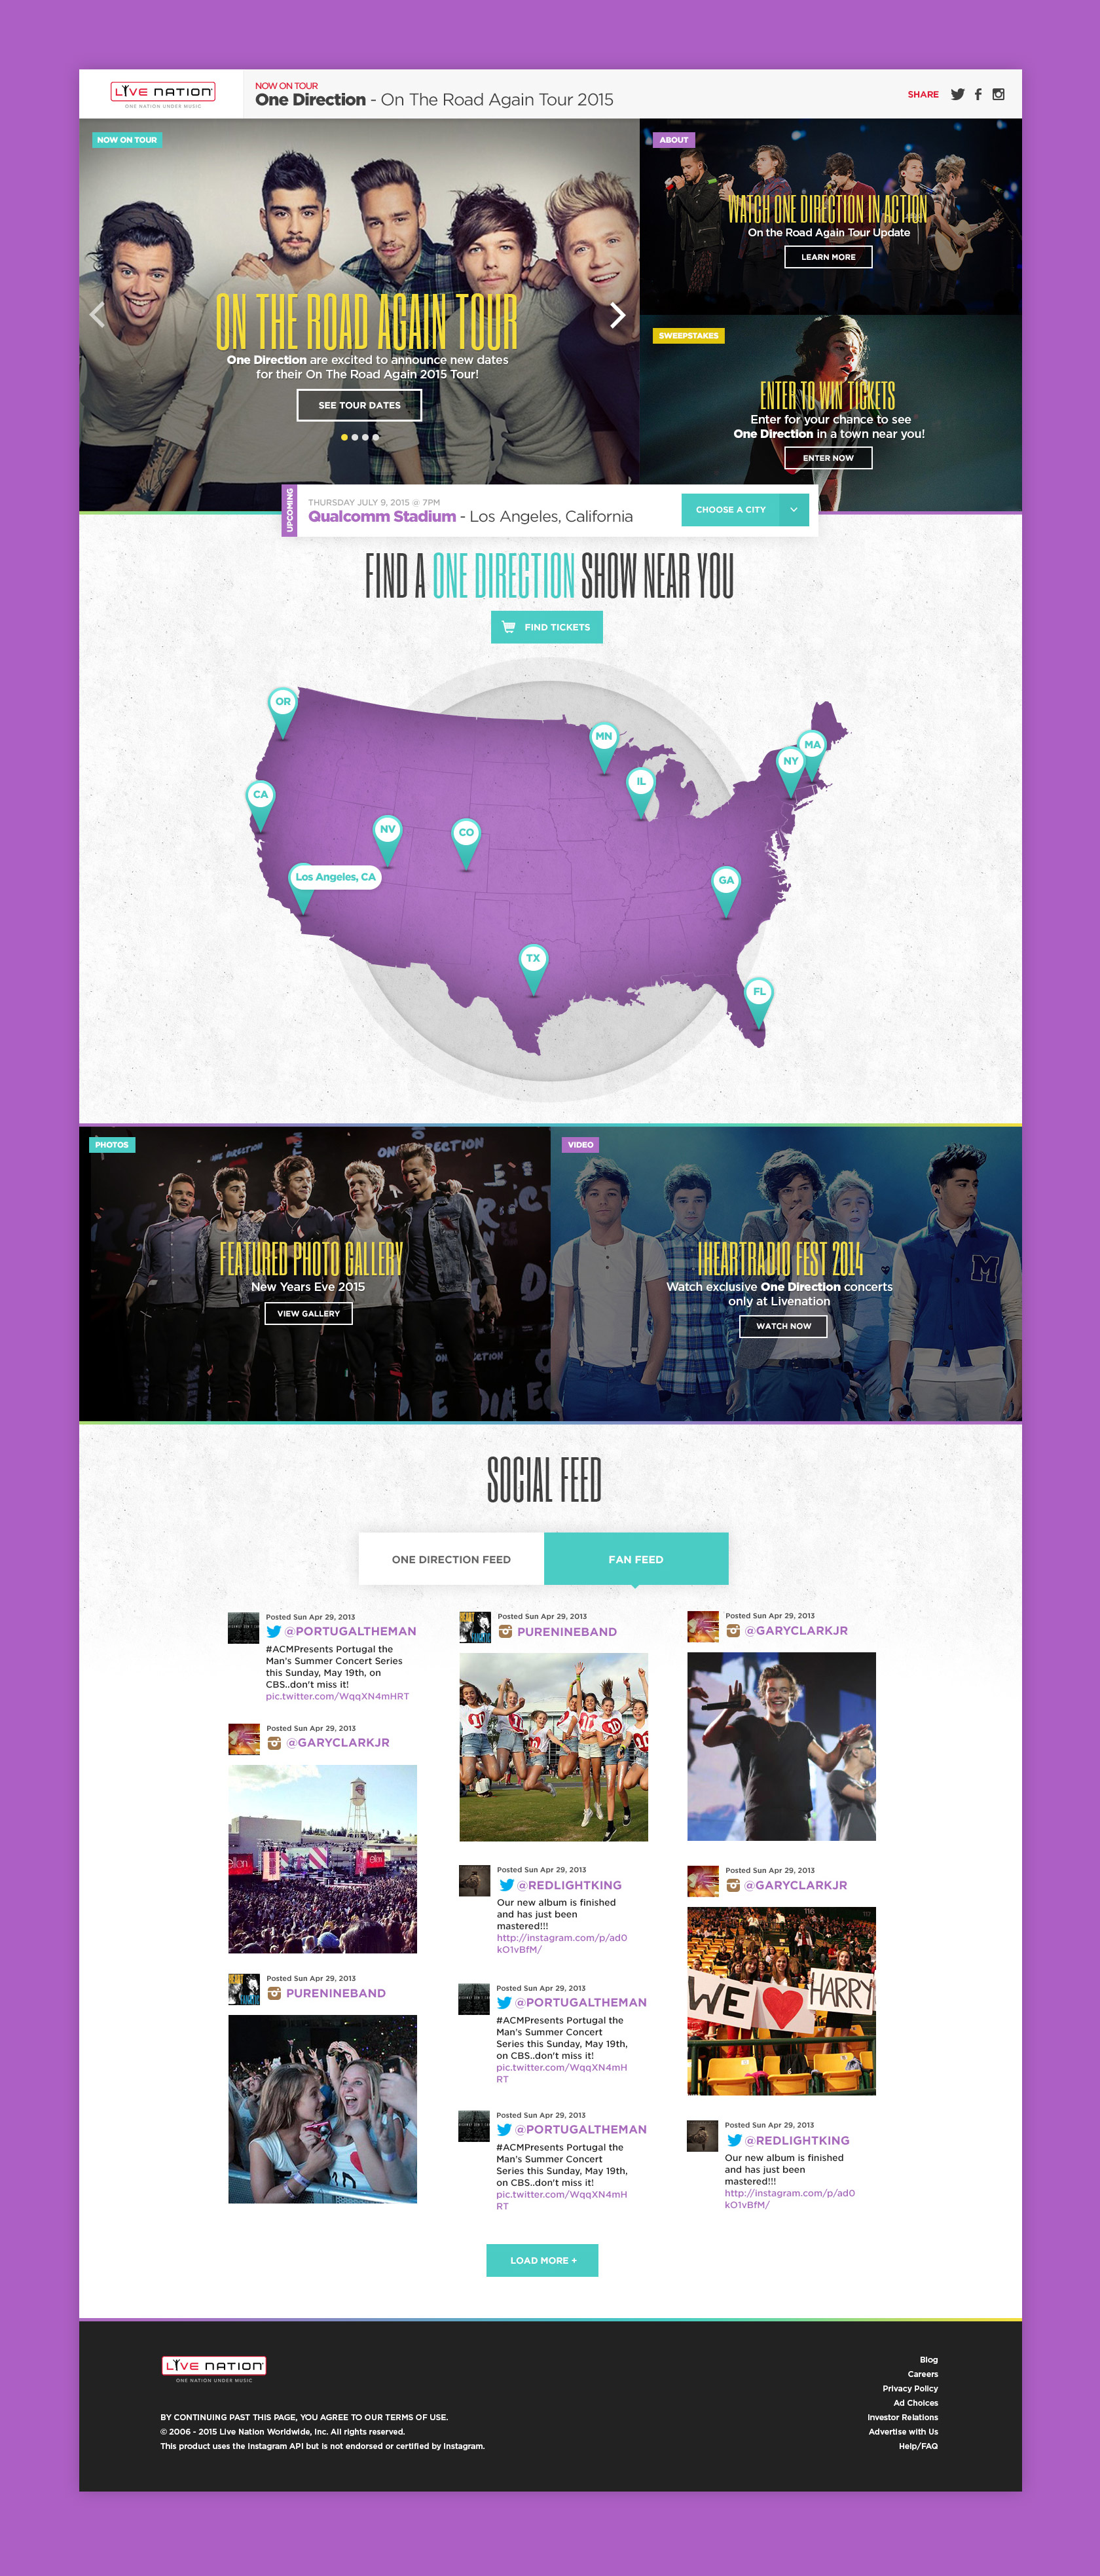 LIVE NATION
ONE NATION UNDER MUSIC
NOW ON TOUR
One Direction - On The Road Again Tour 2015
SHARE
NOW ON TOUR
ON THE ROAD AGAIN TOUR
One Direction are excited to announce new dates
for their On The Road Again 2015 Tour!
SEE TOUR DATES
ABOUT
WATCH ONE DIRECTION IN ACTION
On the Road Again Tour Update
LEARN MORE
SWEEPSTAKES
ENTER TO WIN TICKETS
Enter for your chance to see
One Direction in a town near you!
ENTER NOW
UPCOMING
THURSDAY JULY 9, 2015 @ 7PM
Qualcomm Stadium - Los Angeles, California
CHOOSE A CITY
FIND A ONE DIRECTION SHOW NEAR YOU
FIND TICKETS
OR
MN
MA
NY
IL
CA
NV
CO
Los Angeles, CA
GA
TX
FL
PHOTOS
FEATURED PHOTO GALLERY
New Years Eve 2015
VIEW GALLERY
VIDEO
M
IHEARTRADIO FEST 2014
Watch exclusive One Direction concerts
only at Livenation
WATCH NOW
SOCIAL FEED
ONE DIRECTION FEED
FAN FEED
Posted Sun Apr 29, 2013
@PORTUGALTHEMAN
#ACMPresents Portugal the
Man's Summer Concert Series
this Sunday, May 19th, on
CBS..don't miss it!
pic.twitter.com/WqqXN4mHRT
Posted Sun Apr 29, 2013
@GARYCLARKJR
ellen
ellen
Posted Sun Apr 29, 2013
PURENINEBAND
Posted Sun Apr 29, 2013
PURENINEBAND
1D
Posted Sun Apr 29, 2013
@REDLIGHTKING
Our new album is finished
and has just been
mastered!!!
http://instagram.com/p/ad0
kO1vBfM/
Posted Sun Apr 29, 2013
@PORTUGALTHEMAN
#ACMPresents Portugal the
Man's Summer Concert
Series this Sunday, May 19th,
on CBS..don't miss it!
pic.twitter.com/WqqXN4mH
RT
Posted Sun Apr 29, 2013
@PORTUGALTHEMAN
#ACMPresents Portugal the
Man's Summer Concert
Series this Sunday, May 19th,
on CBS..don't miss it!
pic.twitter.com/WqqXN4mH
RT
Posted Sun Apr 29, 2013
@GARYCLARKJR
Posted Sun Apr 29, 2013
@GARYCLARKJR
116
117
WE HARRY
Posted Sun Apr 29, 2013
@REDLIGHTKING
Our new album is finished
and has just been
mastered!!!
http://instagram.com/p/ad0
kO1vBfM/
LOAD MORE +
LIVE NATION
ONE NATION UNDER MUSIC
BY CONTINUING PAST THIS PAGE, YOU AGREE TO OUR TERMS OF USE.
© 2006 - 2015 Live Nation Worldwide, Inc. All rights reserved.
This product uses the Instagram API but is not endorsed or certified by Instagram.
Blog
Careers
Privacy Policy
Ad Choices
Investor Relations
Advertise with Us
Help/FAQ